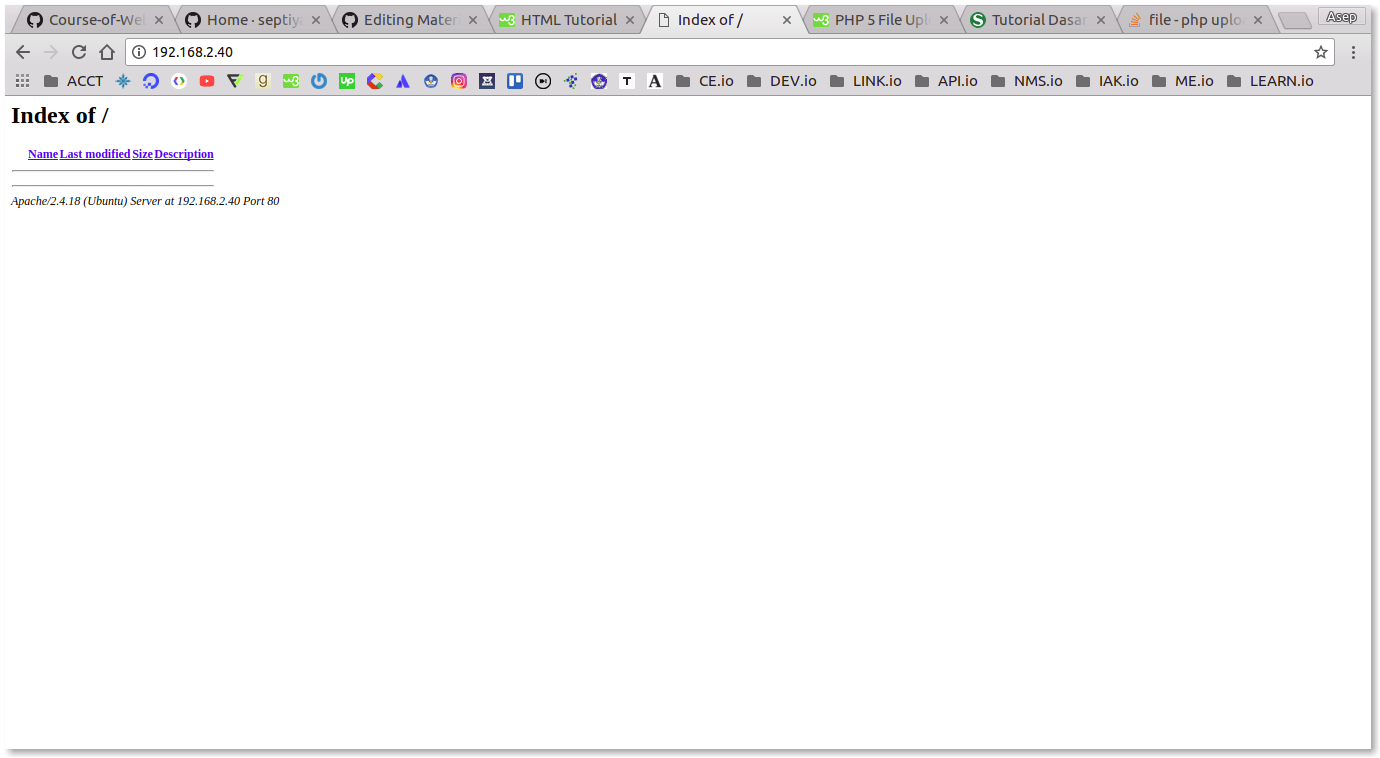 Course-of-Wel Home · septiya Editing Mater HTML Tutorial Index of / PHP 5 File Uplo Tutorial Dasar file - php uploa Asep
192.168.2.40
ACCT g Up T A CE.io DEV.io LINK.io API.io NMS.io IAK.io ME.io LEARN.io
Index of /
Name Last modified Size Description
Apache/2.4.18 (Ubuntu) Server at 192.168.2.40 Port 80